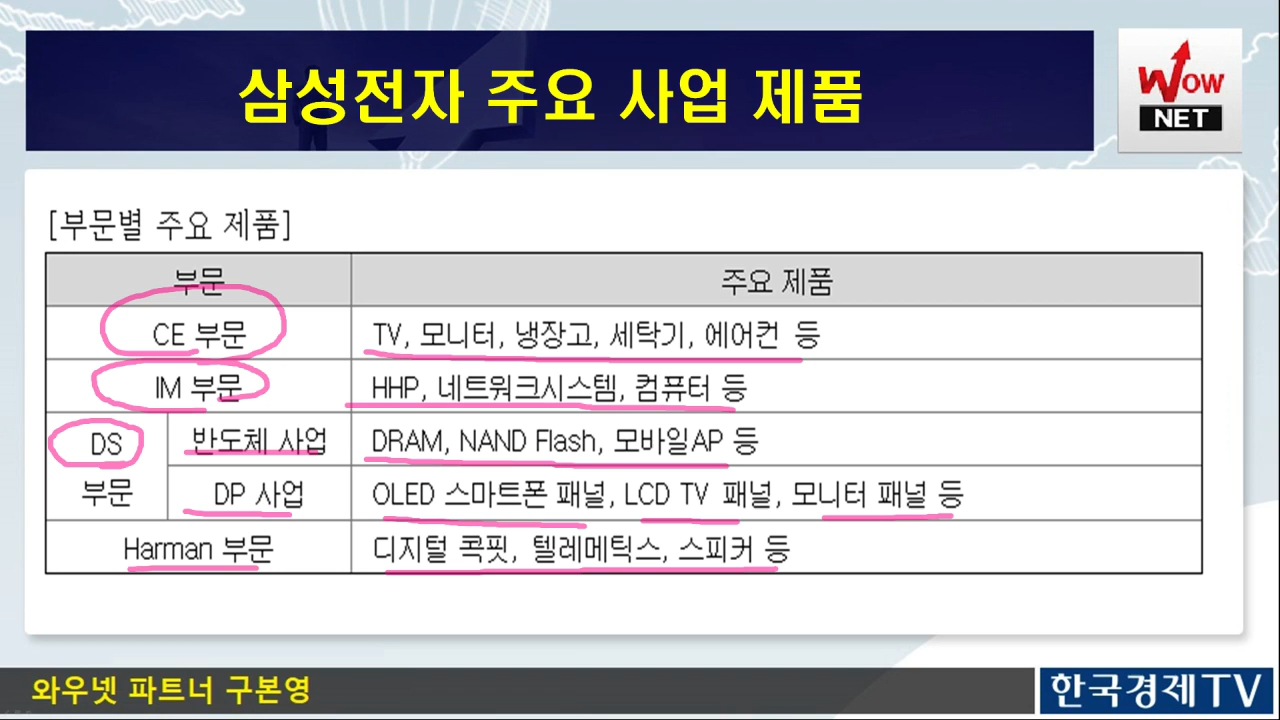 삼성전자 주요 사업 제품
WOW
NET
[부문별 주요 제품]
부문 주요 제품
CE 부문 TV, 모니터, 냉장고, 세탁기, 에어컨 등
IM 부문 HHP, 네트워크시스템, 컴퓨터 등
DS 부문 반도체 사업 DRAM, NAND Flash, 모바일AP 등
DP 사업 OLED 스마트폰 패널, LCD TV 패널, 모니터 패널 등
Harman 부문 디지털 콕핏, 텔레메틱스, 스피커 등
와우넷 파트너 구본영
한국경제TV